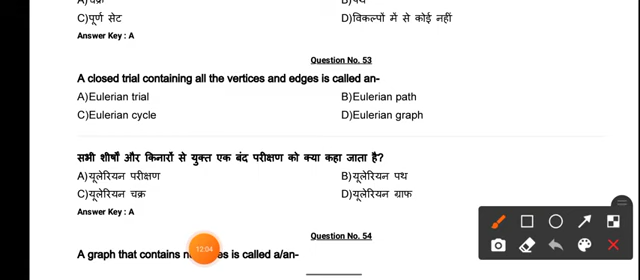 A)चक्र B)पथ
C)पूर्ण सेट D)विकल्पों में से कोई नहीं
Answer Key : A
Question No. 53
A closed trial containing all the vertices and edges is called an-
A)Eulerian trial B)Eulerian path
C)Eulerian cycle D)Eulerian graph
सभी शीर्षों और किनारों से युक्त एक बंद परीक्षण को क्या कहा जाता है?
A)यूलेरियन परीक्षण B)यूलेरियन पथ
C)यूलेरियन चक्र D)यूलेरियन ग्राफ
Answer Key : A
Question No. 54
12:04
A graph that contains is called a/an-